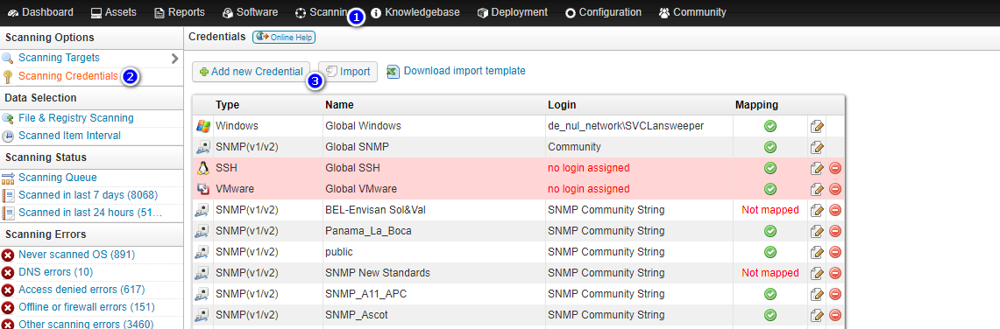 Dashboard Assets Reports Software Scanning 1 Knowledgebase Deployment Configuration Community
Scanning Options
Scanning Targets
Scanning Credentials 2
Data Selection
File & Registry Scanning
Scanned Item Interval
Scanning Status
Scanning Queue
Scanned in last 7 days (8068)
Scanned in last 24 hours (51...
Scanning Errors
Never scanned OS (891)
DNS errors (10)
Access denied errors (617)
Offline or firewall errors (151)
Other scanning errors (3460)
Credentials Online Help
Add new Credential 3 Import Download import template
Type Name Login Mapping
Windows Global Windows de_nul_network\SVCLansweeper
SNMP(v1/v2) Global SNMP Community
SSH Global SSH no login assigned
VMware Global VMware no login assigned
SNMP(v1/v2) BEL-Envisan Sol&Val SNMP Community String Not mapped
SNMP(v1/v2) Panama_La_Boca SNMP Community String
SNMP(v1/v2) public SNMP Community String
SNMP(v1/v2) SNMP New Standards SNMP Community String Not mapped
SNMP(v1/v2) SNMP_A11_APC SNMP Community String
SNMP(v1/v2) SNMP_Ascot SNMP Community String